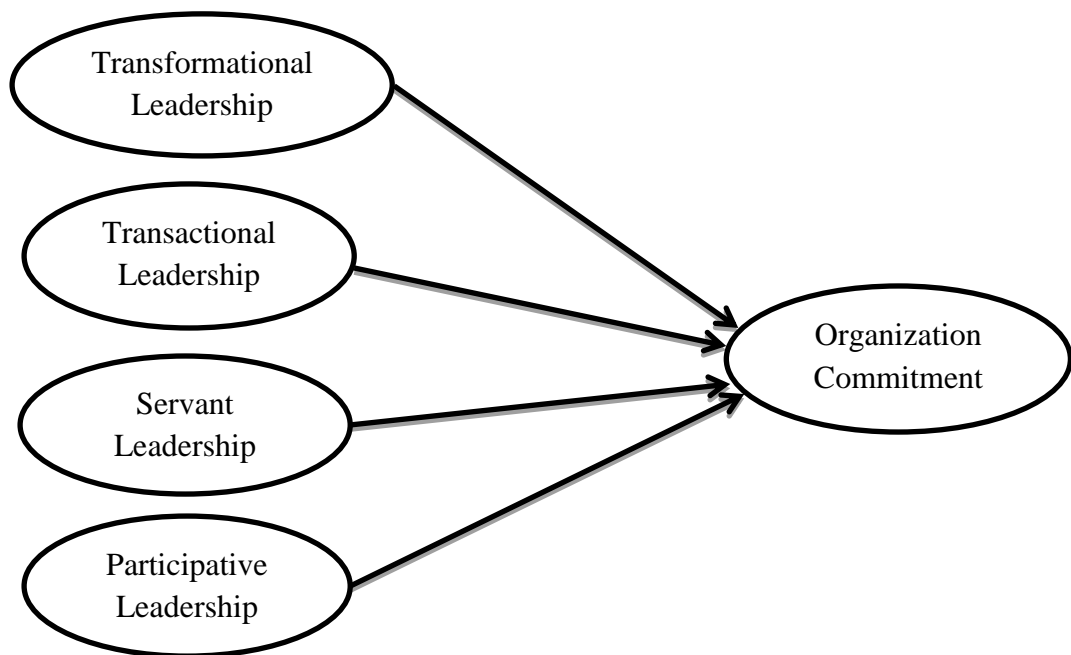 Transformational
Leadership
Transactional
Leadership
Servant
Leadership
Participative
Leadership
Organization
Commitment